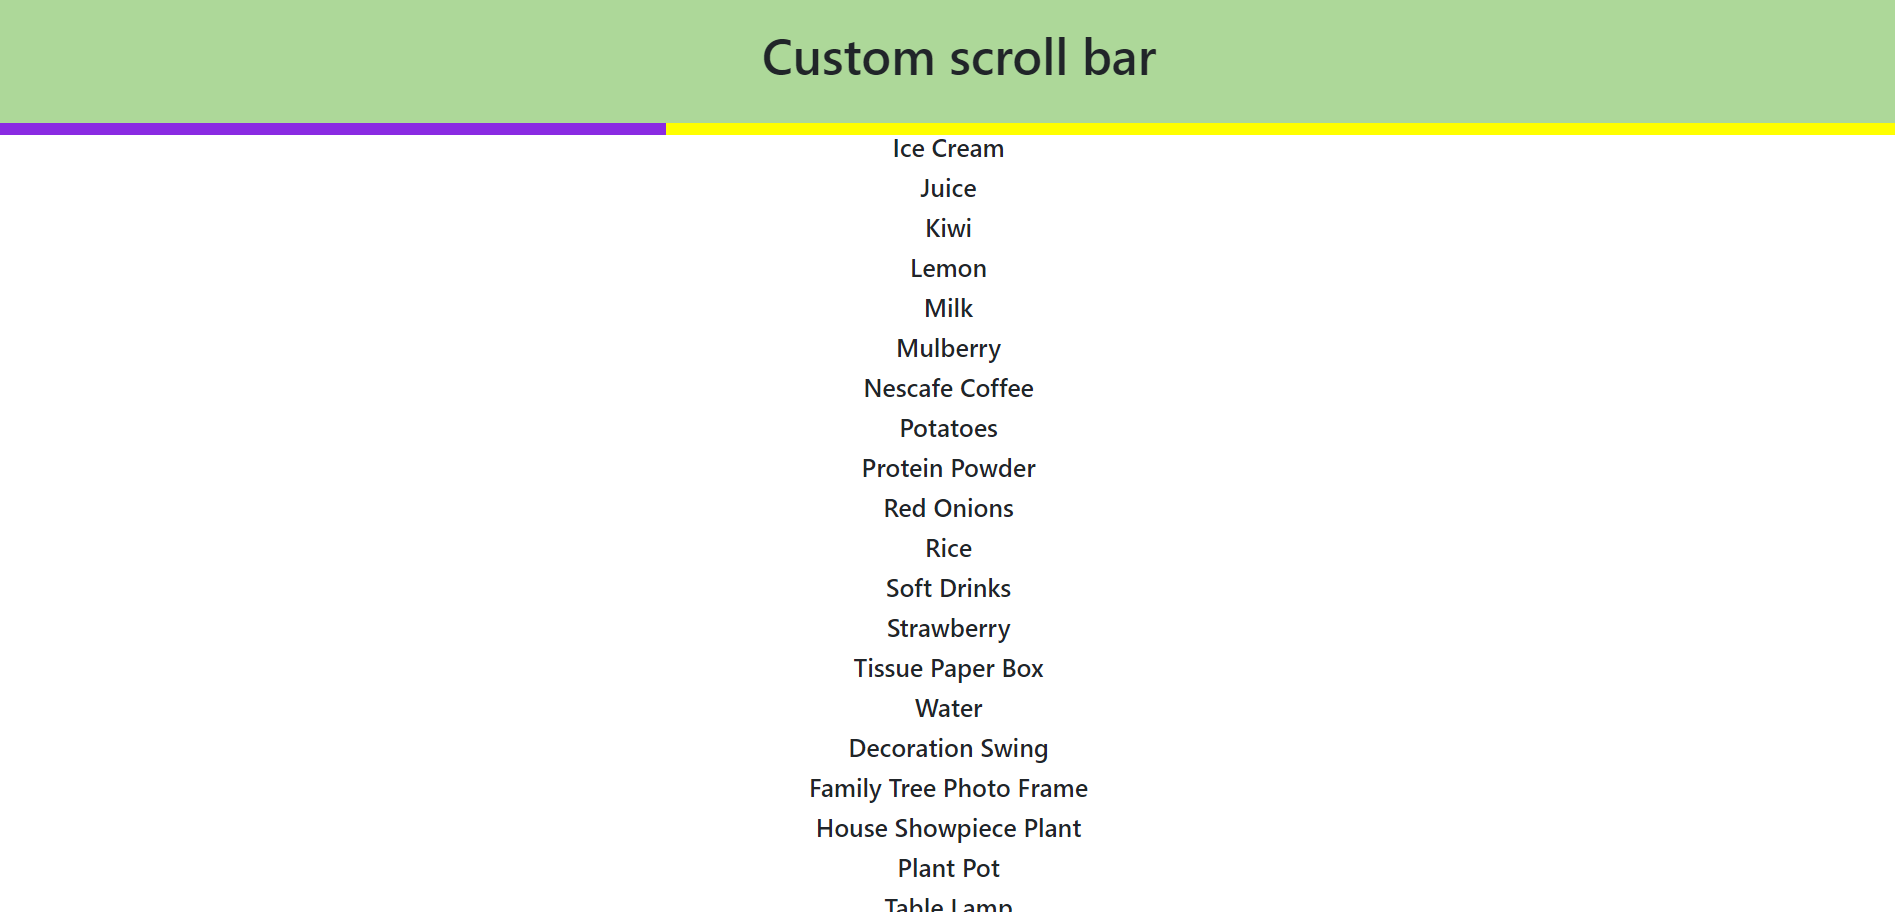 Custom scroll bar
Ice Cream
Juice
Kiwi
Lemon
Milk
Mulberry
Nescafe Coffee
Potatoes
Protein Powder
Red Onions
Rice
Soft Drinks
Strawberry
Tissue Paper Box
Water
Decoration Swing
Family Tree Photo Frame
House Showpiece Plant
Plant Pot
Table Lamp